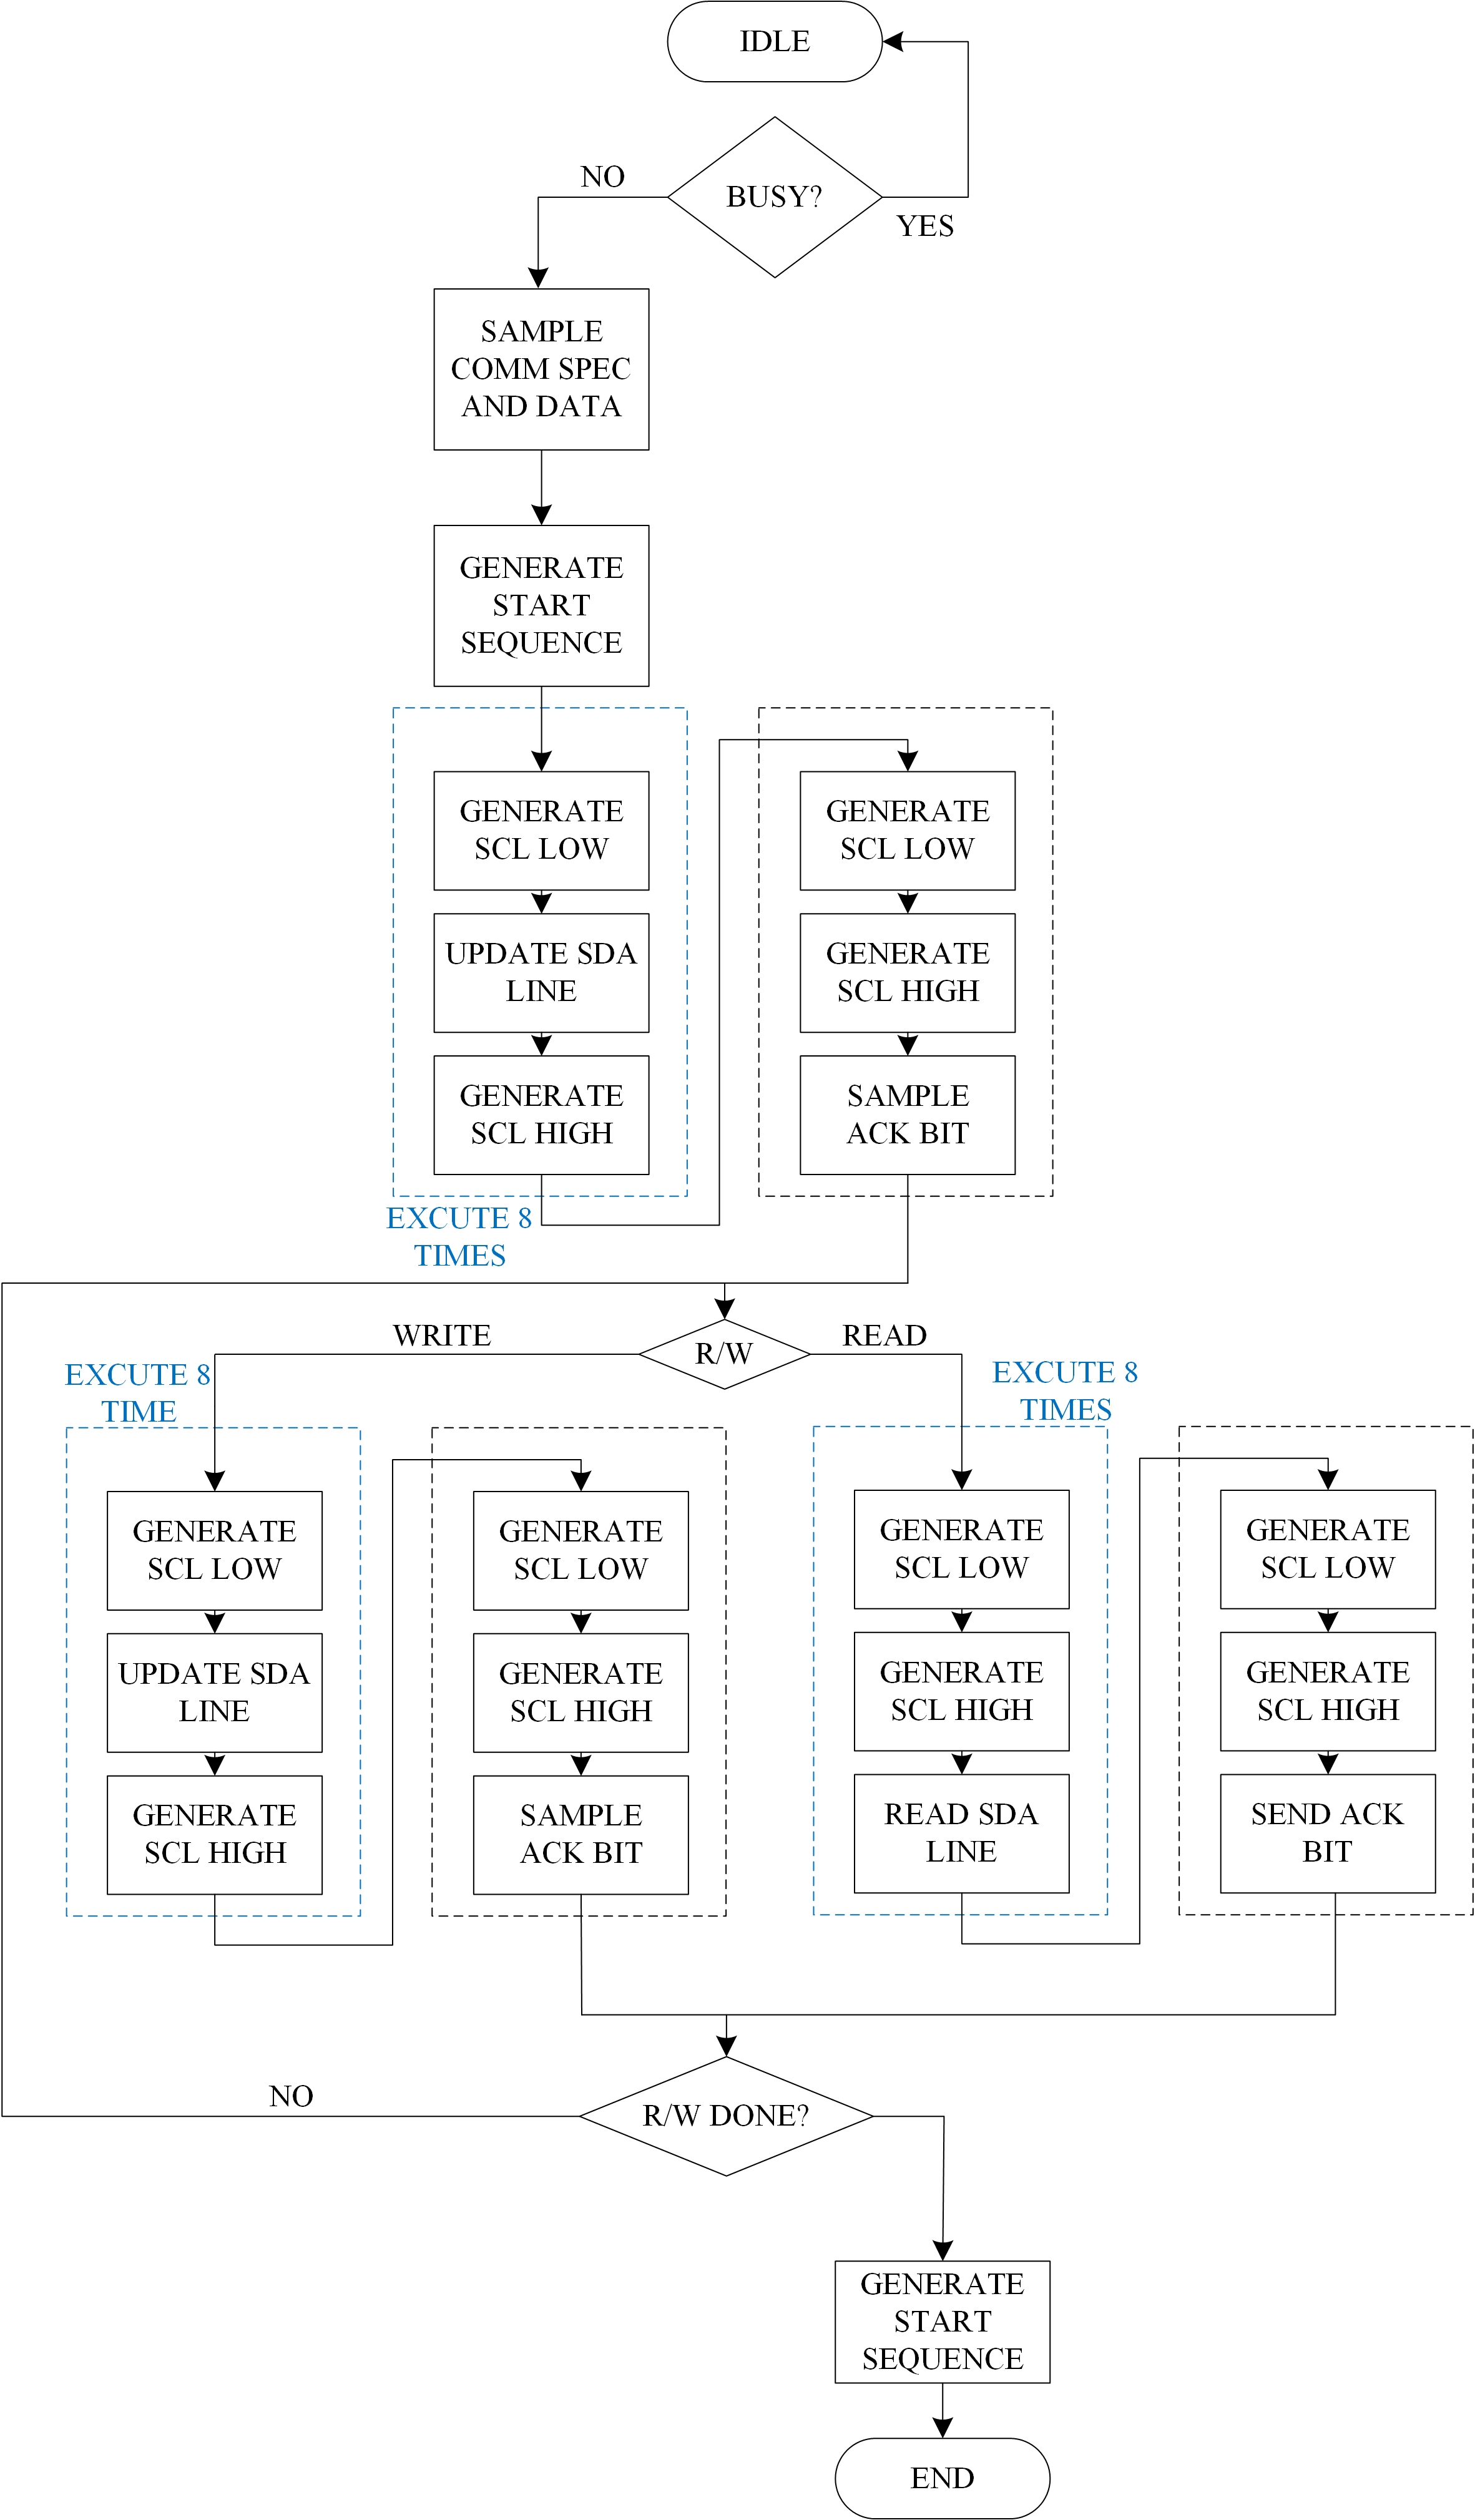 IDLE
BUSY?
NO
YES
SAMPLE
COMM SPEC
AND DATA
GENERATE
START
SEQUENCE
GENERATE
SCL LOW
UPDATE SDA
LINE
GENERATE
SCL HIGH
EXCUTE 8
TIMES
GENERATE
SCL LOW
GENERATE
SCL HIGH
SAMPLE
ACK BIT
R/W
WRITE
READ
EXCUTE 8
TIME
GENERATE
SCL LOW
UPDATE SDA
LINE
GENERATE
SCL HIGH
GENERATE
SCL LOW
GENERATE
SCL HIGH
SAMPLE
ACK BIT
EXCUTE 8
TIMES
GENERATE
SCL LOW
GENERATE
SCL HIGH
READ SDA
LINE
GENERATE
SCL LOW
GENERATE
SCL HIGH
SEND ACK
BIT
NO
R/W DONE?
GENERATE
START
SEQUENCE
END